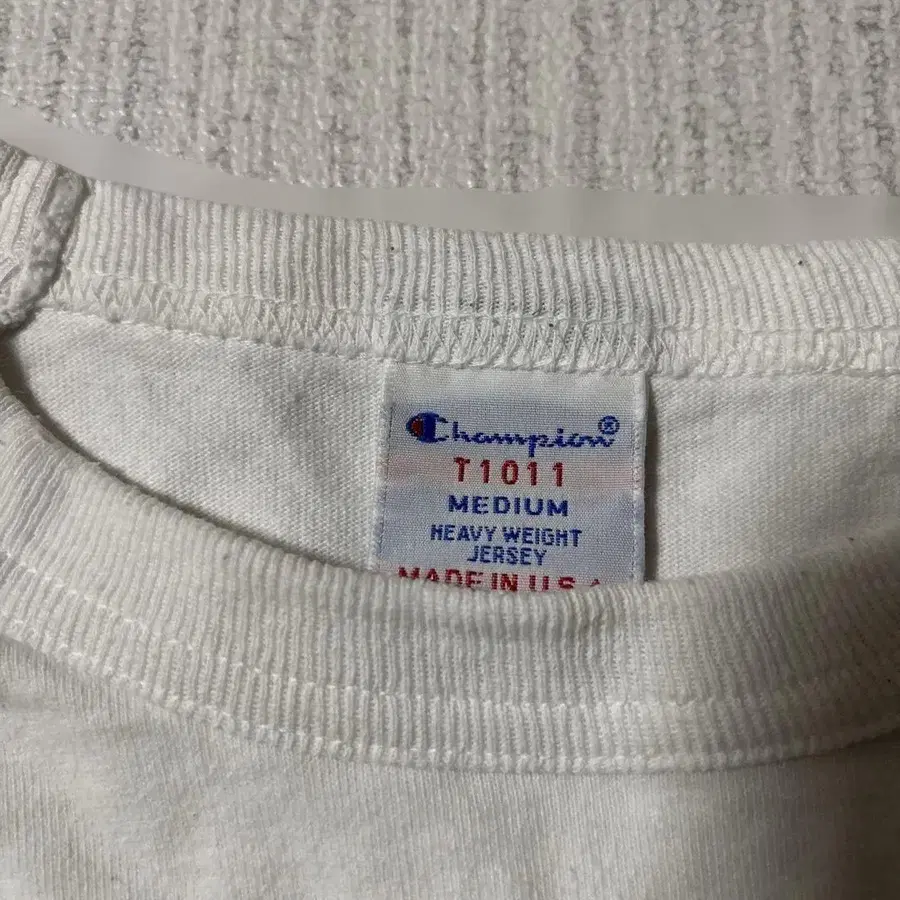 Champion®
T1011
MEDIUM
HEAVY WEIGHT
JERSEY
MADE IN U.S.A